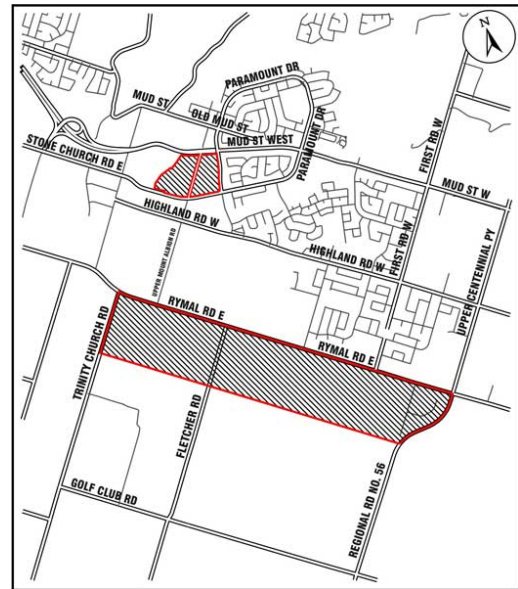 N
PARAMOUNT DR
MUD ST
OLD MUD ST
MUD ST WEST
PARAMOUNT DR
FIRST RD W
STONE CHURCH RD E
MUD ST W
HIGHLAND RD W
UPPER MOUNT ALBION RD
HIGHLAND RD W
FIRST RD W
UPPER CENTENNIAL PY
RYMAL RD E
TRINITY CHURCH RD
RYMAL RD E
FLETCHER RD
GOLF CLUB RD
REGIONAL RD NO. 56